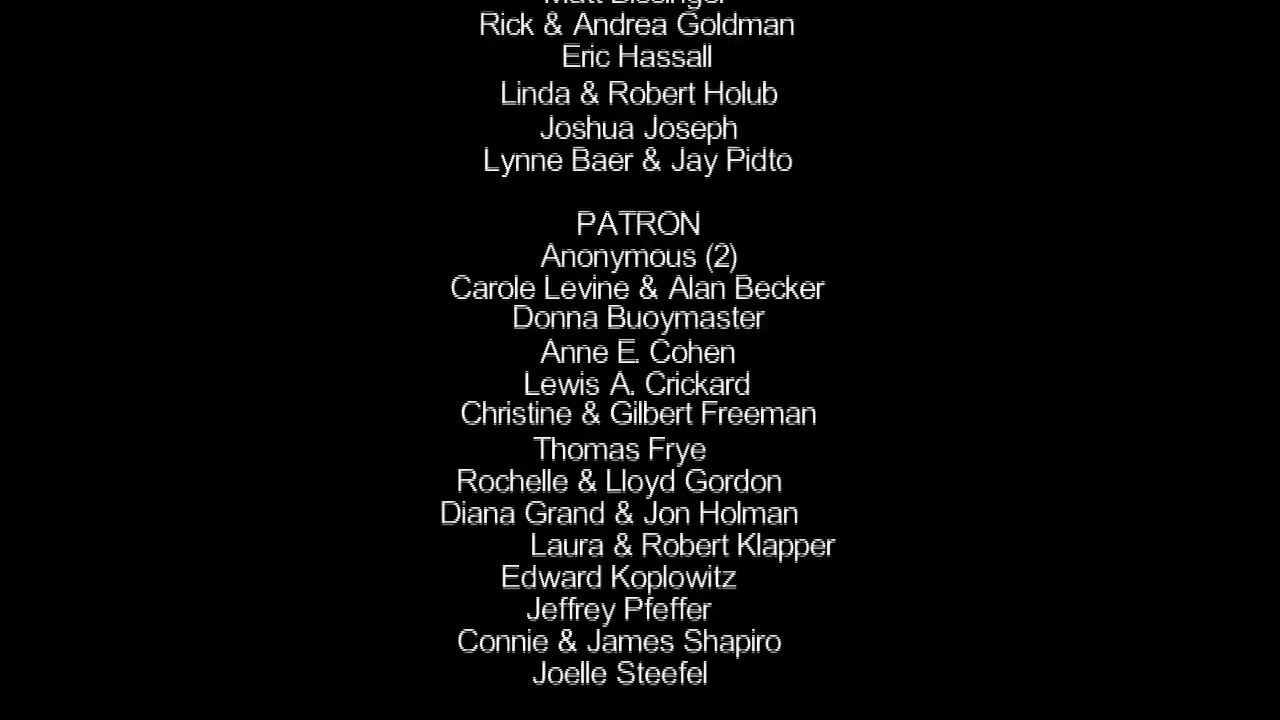 Rick & Andrea Goldman
Eric Hassall
Linda & Robert Holub
Joshua Joseph
Lynne Baer & Jay Pidto
PATRON
Anonymous (2)
Carole Levine & Alan Becker
Donna Buoymaster
Anne E. Cohen
Lewis A. Crickard
Christine & Gilbert Freeman
Thomas Frye
Rochelle & Lloyd Gordon
Diana Grand & Jon Holman
Laura & Robert Klapper
Edward Koplowitz
Jeffrey Pfeffer
Connie & James Shapiro
Joelle Steefel